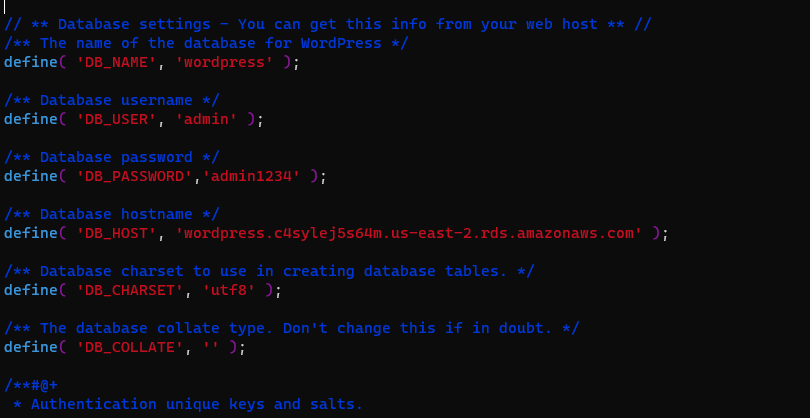 // ** Database settings - You can get this info from your web host ** //
/** The name of the database for WordPress */
define( 'DB_NAME', 'wordpress' );
/** Database username */
define( 'DB_USER', 'admin' );
/** Database password */
define( 'DB_PASSWORD','admin1234' );
/** Database hostname */
define( 'DB_HOST', 'wordpress.c4sylej5s64m.us-east-2.rds.amazonaws.com' );
/** Database charset to use in creating database tables. */
define( 'DB_CHARSET', 'utf8' );
/** The database collate type. Don't change this if in doubt. */
define( 'DB_COLLATE', '' );
/**#@+
 * Authentication unique keys and salts.